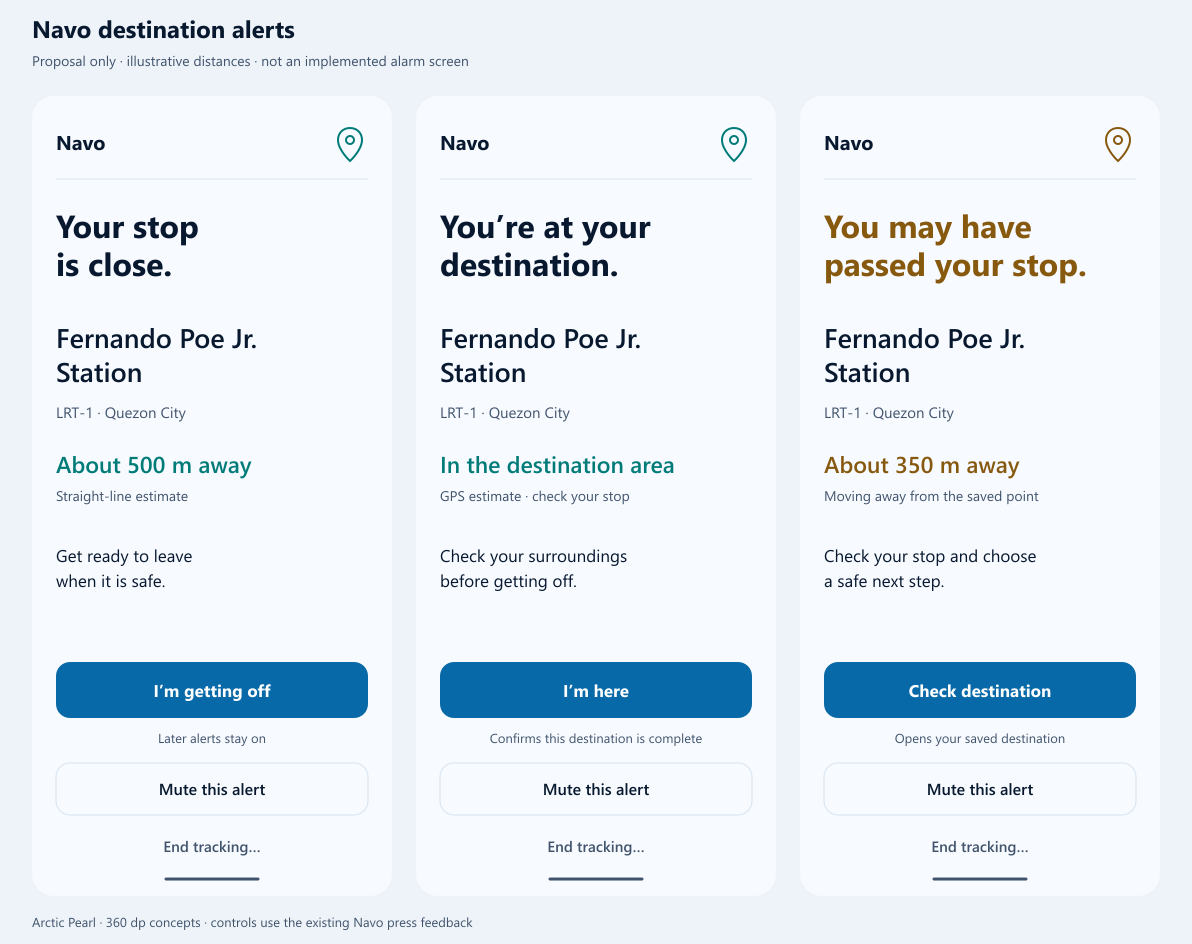 Navo destination alerts
Proposal only · illustrative distances · not an implemented alarm screen
Navo
Your stop
is close.
Fernando Poe Jr.
Station
LRT-1 · Quezon City
About 500 m away
Straight-line estimate
Get ready to leave
when it is safe.
I’m getting off
Later alerts stay on
Mute this alert
End tracking…
Navo
You’re at your
destination.
Fernando Poe Jr.
Station
LRT-1 · Quezon City
In the destination area
GPS estimate · check your stop
Check your surroundings
before getting off.
I’m here
Confirms this destination is complete
Mute this alert
End tracking…
Navo
You may have
passed your stop.
Fernando Poe Jr.
Station
LRT-1 · Quezon City
About 350 m away
Moving away from the saved point
Check your stop and choose
a safe next step.
Check destination
Opens your saved destination
Mute this alert
End tracking…
Arctic Pearl · 360 dp concepts · controls use the existing Navo press feedback